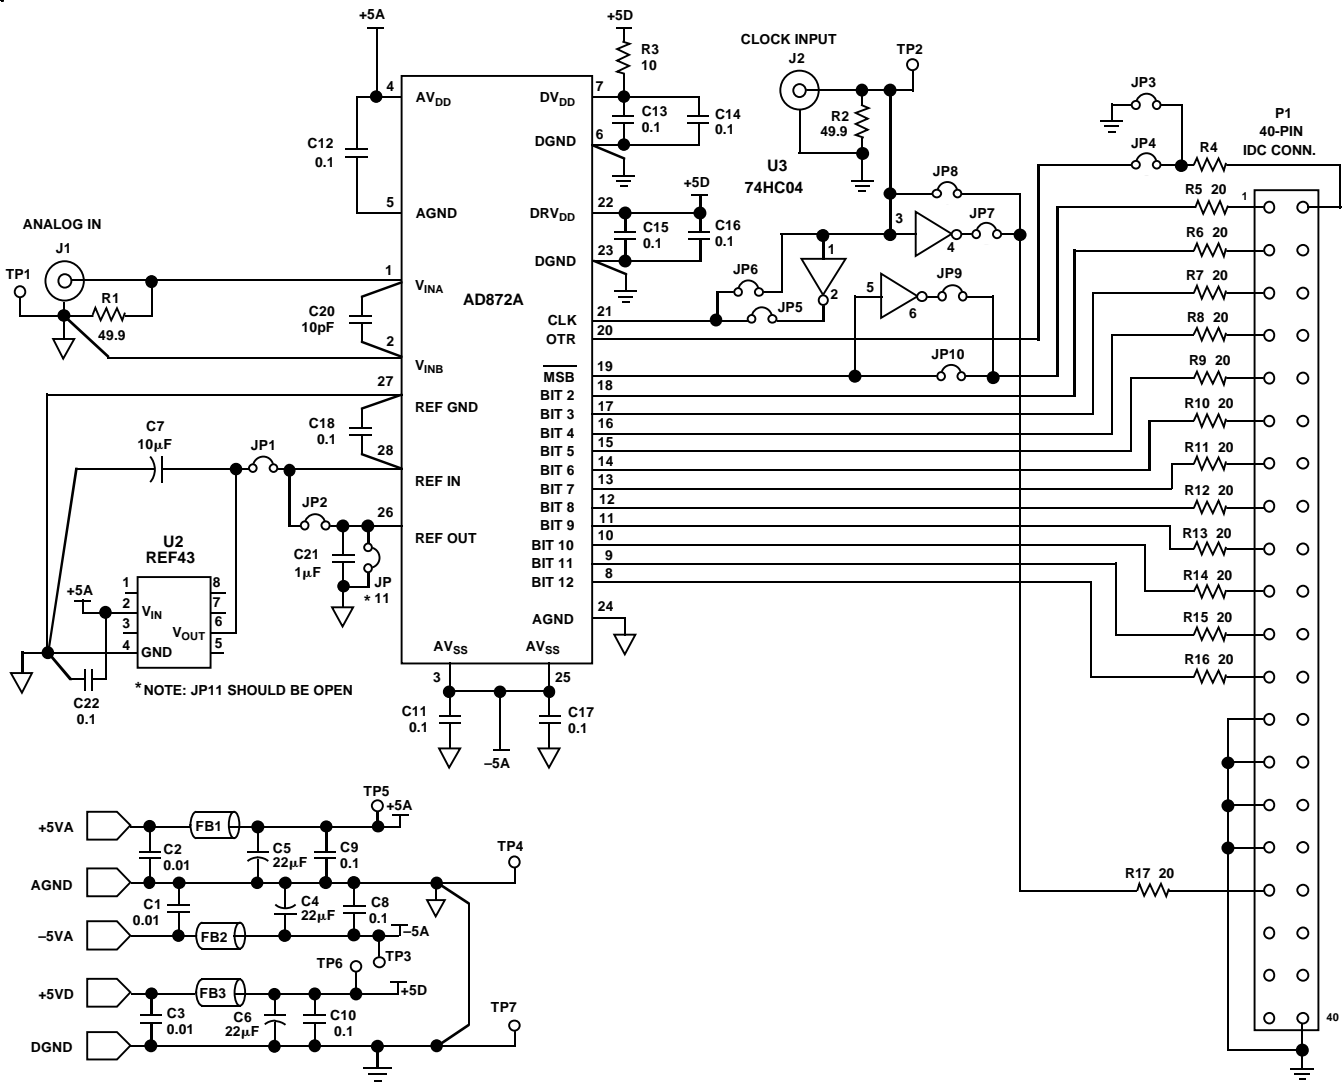 +5A
+5D
R3
10
CLOCK INPUT
J2
TP2
4
AV_DD
7
DV_DD
C13
0.1
C14
0.1
R2
49.9
JP3
P1
40-PIN
IDC CONN.
C12
0.1
6
DGND
U3
74HC04
JP4
R4
JP8
+5D
5
AGND
22
DRV_DD
C15
0.1
C16
0.1
3
4
JP7
R5 20
1
ANALOG IN
J1
TP1
R1
49.9
1
V_INA
23
DGND
AD872A
JP6
JP5
1
2
5
6
JP9
R6 20
R7 20
C20
10pF
2
V_INB
CLK
21
OTR
20
R8 20
JP10
R9 20
27
REF GND
MSB
19
BIT 2
18
BIT 3
17
BIT 4
16
BIT 5
15
BIT 6
14
BIT 7
13
BIT 8
12
BIT 9
11
BIT 10
10
BIT 11
9
BIT 12
8
R10 20
R11 20
R12 20
R13 20
R14 20
R15 20
R16 20
C7
10µF
JP1
C18
0.1
28
REF IN
JP2
26
REF OUT
C21
1µF
JP
* 11
U2
REF43
+5A
1
2
3
4
V_IN
V_OUT
GND
8
7
6
5
AGND
24
AV_SS
AV_SS
3
25
C22
0.1
*NOTE: JP11 SHOULD BE OPEN
C11
0.1
C17
0.1
–5A
TP5
+5A
+5VA
FB1
C2
0.01
C5
22µF
C9
0.1
TP4
AGND
C1
0.01
C4
22µF
C8
0.1
–5A
–5VA
FB2
TP3
TP6
+5VD
FB3
+5D
C3
0.01
C6
22µF
C10
0.1
TP7
DGND
R17 20
40